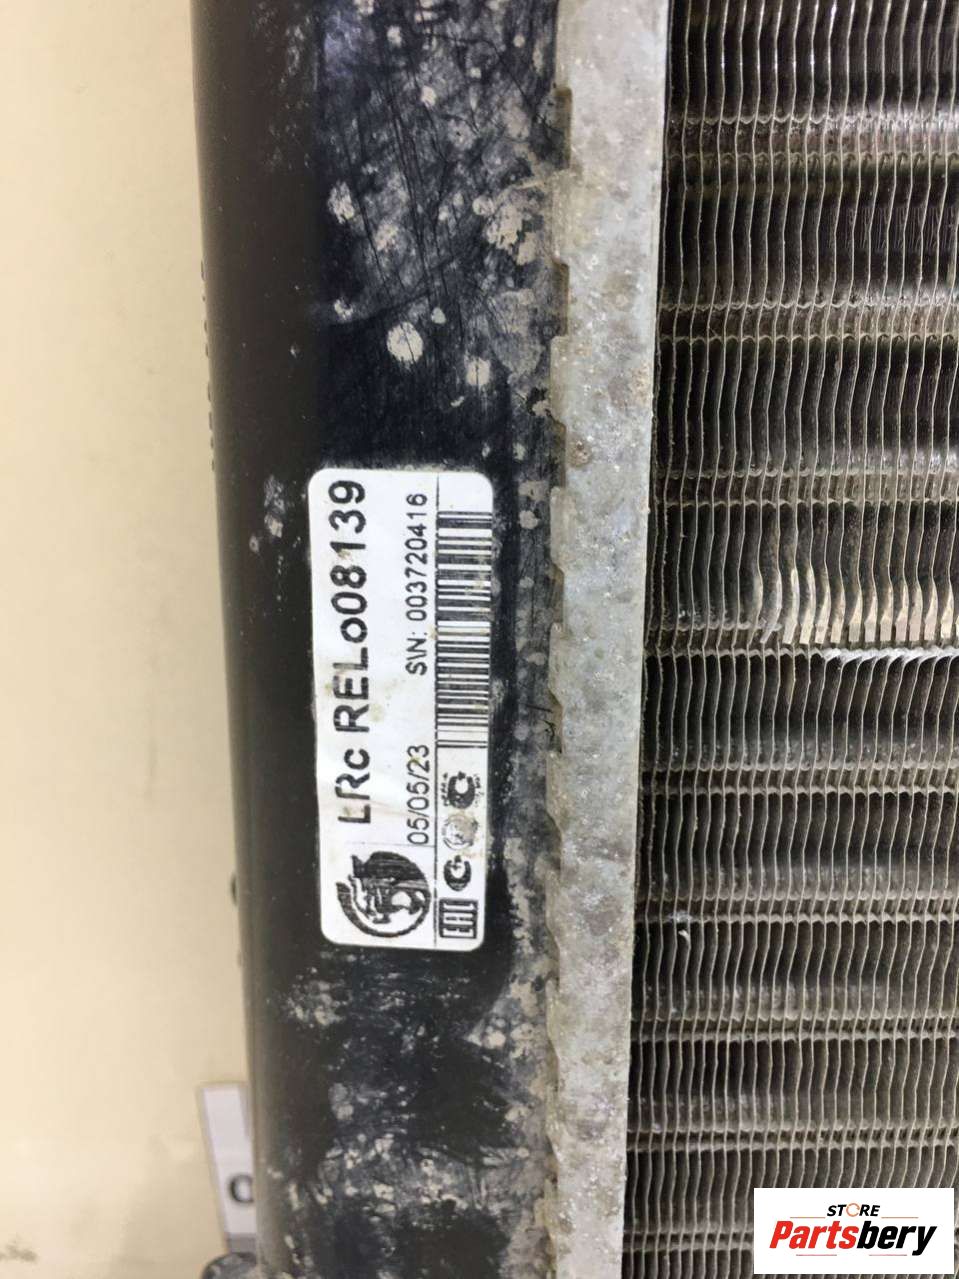 LRc RELo08139
05/05/23 S\N: 003720416
EAC
STORE
Partsbery